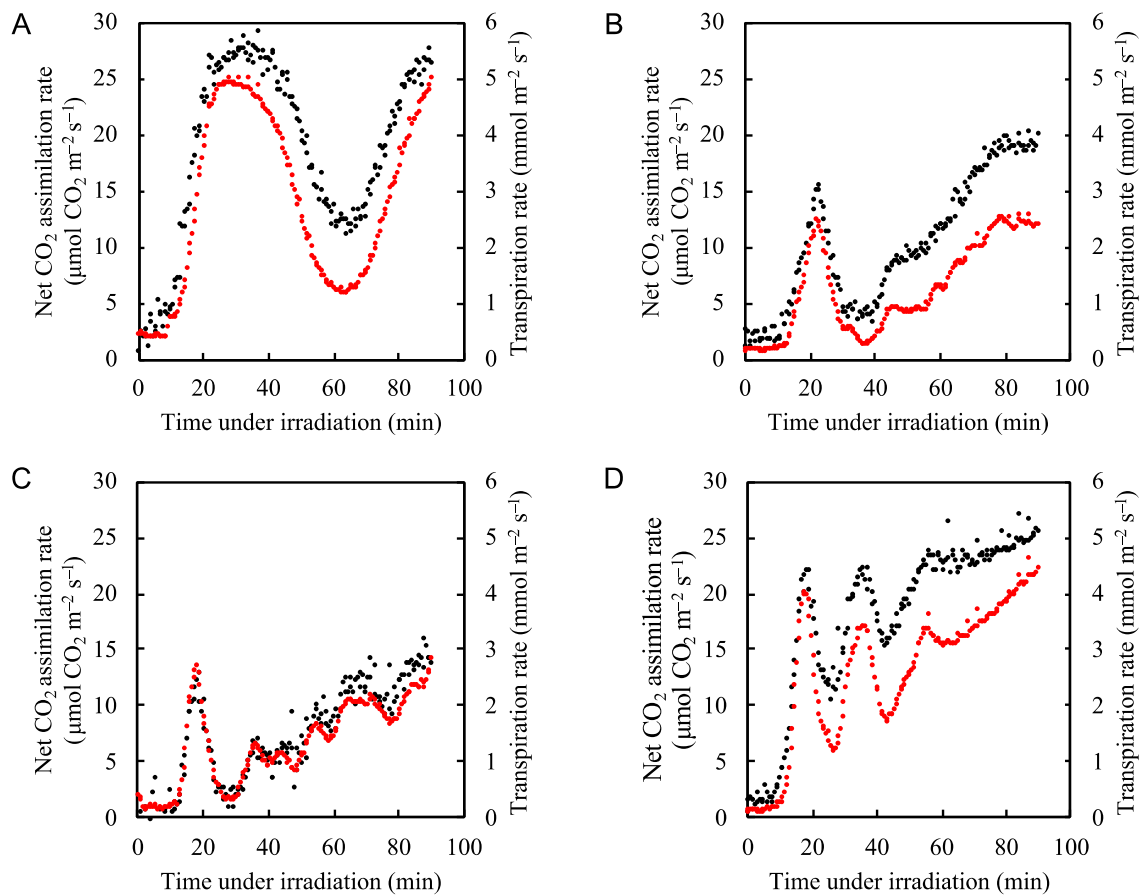 A
30
25
20
15
10
5
0
Net CO₂ assimilation rate
(μmol CO₂ m⁻² s⁻¹)
6
5
4
3
2
1
0
Transpiration rate (mmol m⁻² s⁻¹)
0 20 40 60 80 100
Time under irradiation (min)
B
30
25
20
15
10
5
0
Net CO₂ assimilation rate
(μmol CO₂ m⁻² s⁻¹)
6
5
4
3
2
1
0
Transpiration rate (mmol m⁻² s⁻¹)
0 20 40 60 80 100
Time under irradiation (min)
C
30
25
20
15
10
5
0
Net CO₂ assimilation rate
(μmol CO₂ m⁻² s⁻¹)
6
5
4
3
2
1
0
Transpiration rate (mmol m⁻² s⁻¹)
0 20 40 60 80 100
Time under irradiation (min)
D
30
25
20
15
10
5
0
Net CO₂ assimilation rate
(μmol CO₂ m⁻² s⁻¹)
6
5
4
3
2
1
0
Transpiration rate (mmol m⁻² s⁻¹)
0 20 40 60 80 100
Time under irradiation (min)